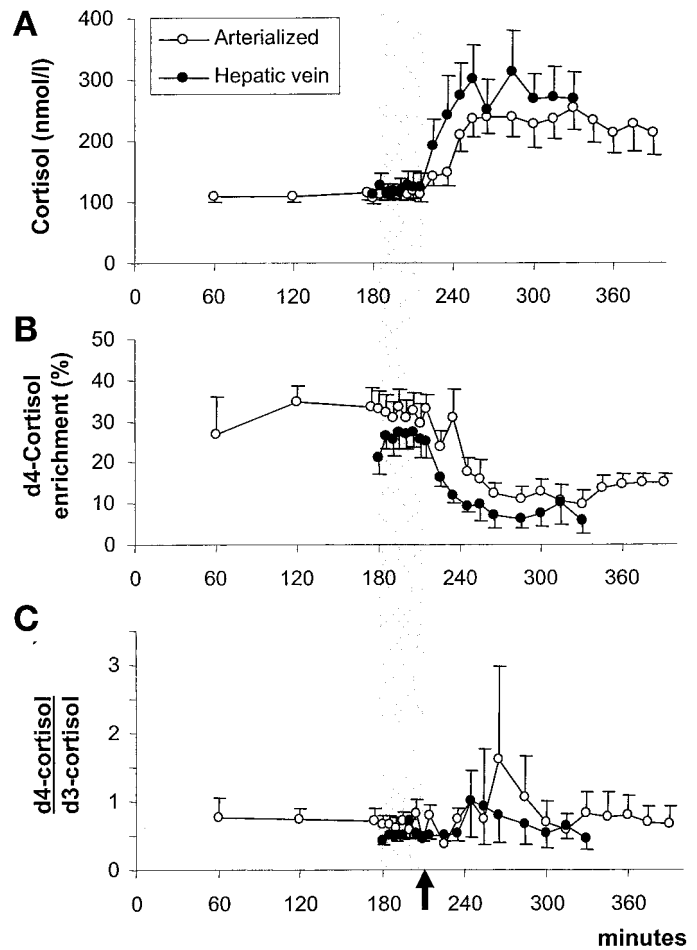 A
Cortisol (nmol/l)
400
300
200
100
0
Arterialized
Hepatic vein
0 60 120 180 240 300 360
B
d4-Cortisol
enrichment (%)
50
40
30
20
10
0
0 60 120 180 240 300 360
C
d4-cortisol
d3-cortisol
3
2
1
0
0 60 120 180 240 300 360
minutes